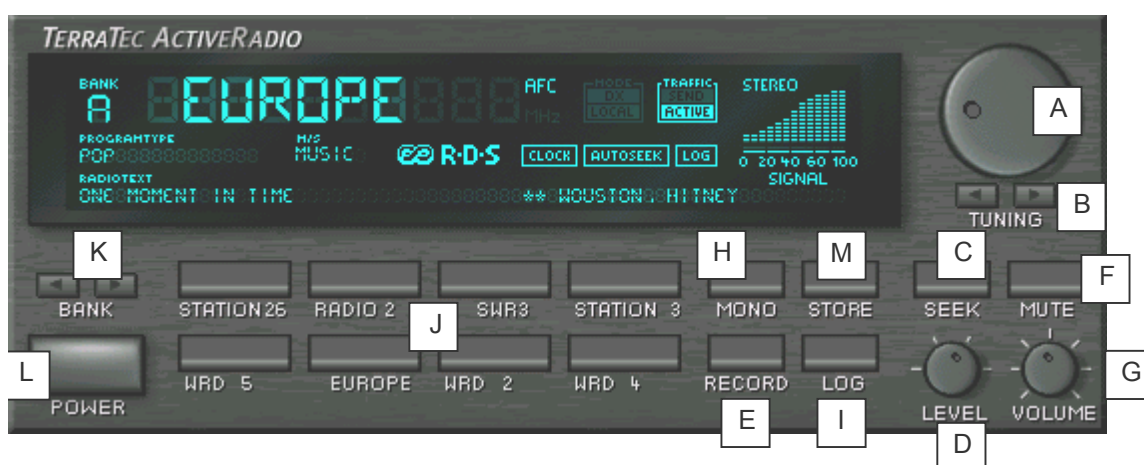 TERRATEC ACTIVERADIO
BANK
A
EUROPE
AFC
MHz
MODE
DX
LOCAL
TRAFFIC
SEND
ACTIVE
STEREO
PROGRAMTYPE
POP
M/S
MUSIC
R·D·S
CLOCK AUTOSEEK LOG
0 20 40 60 100
SIGNAL
RADIOTEXT
ONE MOMENT IN TIME ** WOUSTON.HITNEY
A
B
TUNING
K
H
M
C
F
BANK
STATION26 RADIO 2 SWR3 STATION 3 MONO STORE SEEK MUTE
J
L
G
POWER
WRD 5 EUROPE WRD 2 WRD 4 RECORD LOG
LEVEL VOLUME
E
I
D